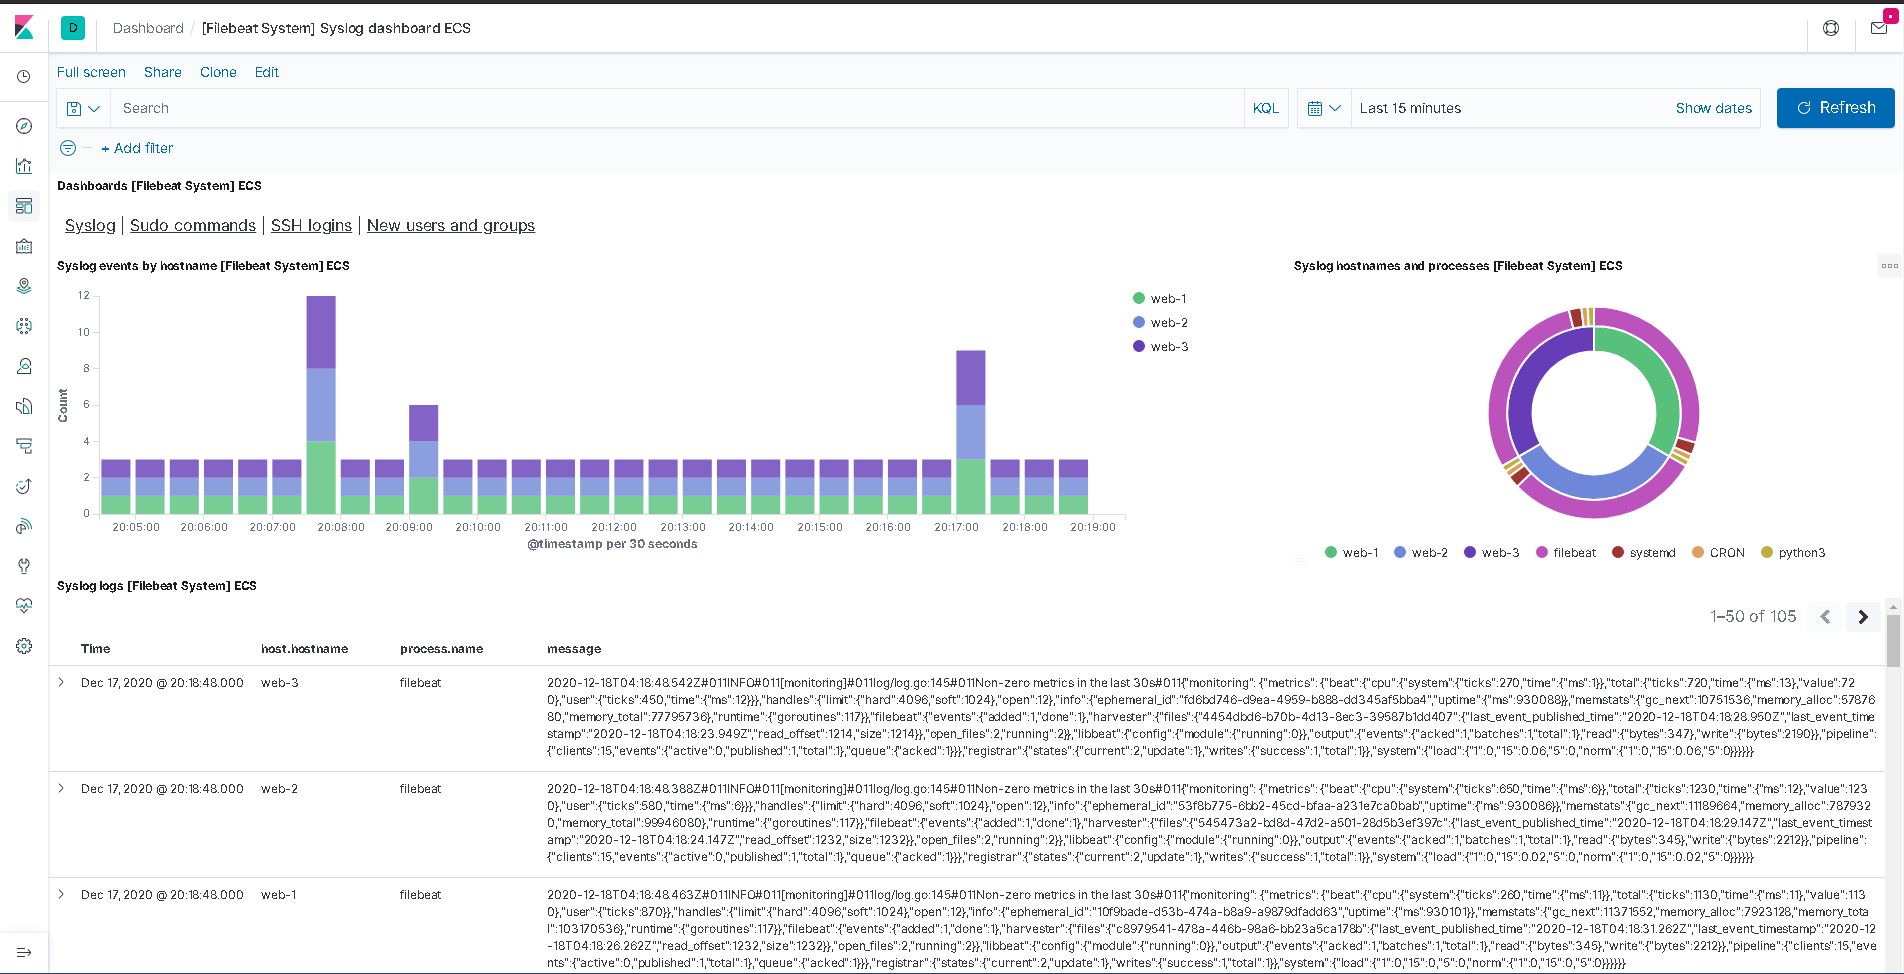 D
Dashboard / [Filebeat System] Syslog dashboard ECS
Full screen Share Clone Edit
Search KQL Last 15 minutes Show dates Refresh
+ Add filter
Dashboards [Filebeat System] ECS
Syslog | Sudo commands | SSH logins | New users and groups
Syslog events by hostname [Filebeat System] ECS
12
10
8
6
4
2
0
Count
20:05:00 20:06:00 20:07:00 20:08:00 20:09:00 20:10:00 20:11:00 20:12:00 20:13:00 20:14:00 20:15:00 20:16:00 20:17:00 20:18:00 20:19:00
@timestamp per 30 seconds
web-1
web-2
web-3
Syslog hostnames and processes [Filebeat System] ECS
web-1 web-2 web-3 filebeat systemd CRON python3
Syslog logs [Filebeat System] ECS
1–50 of 105
Time host.hostname process.name message
Dec 17, 2020 @ 20:18:48.000 web-3 filebeat 2020-12-18T04:18:48.542Z#011INFO#011[monitoring]#011log/log.go:145#011Non-zero metrics in the last 30s#011{"monitoring": {"metrics": {"beat":{"cpu":{"system":{"ticks":270,"time":{"ms":1}},"total":{"ticks":720,"time":{"ms":13},"value":72
0},"user":{"ticks":450,"time":{"ms":12}}},"handles":{"limit":{"hard":4096,"soft":1024},"open":12},"info":{"ephemeral_id":"fd6bd746-d9ea-4959-b888-dd345af5bba4","uptime":{"ms":930088}},"memstats":{"gc_next":10751536,"memory_alloc":57876
80,"memory_total":77795736},"runtime":{"goroutines":117}},"filebeat":{"events":{"added":1,"done":1},"harvester":{"files":{"4454dbd6-b70b-4d13-8ec3-39587b1dd407":{"last_event_published_time":"2020-12-18T04:18:28.950Z","last_event_time
stamp":"2020-12-18T04:18:23.949Z","read_offset":1214,"size":1214}},"open_files":2,"running":2}},"libbeat":{"config":{"module":{"running":0}},"output":{"events":{"acked":1,"batches":1,"total":1},"read":{"bytes":347},"write":{"bytes":2190}},"pipeline":
{"clients":15,"events":{"active":0,"published":1,"total":1},"queue":{"acked":1}}},"registrar":{"states":{"current":2,"update":1},"writes":{"success":1,"total":1}},"system":{"load":{"1":0,"15":0.06,"5":0,"norm":{"1":0,"15":0.06,"5":0}}}}}}
Dec 17, 2020 @ 20:18:48.000 web-2 filebeat 2020-12-18T04:18:48.388Z#011INFO#011[monitoring]#011log/log.go:145#011Non-zero metrics in the last 30s#011{"monitoring": {"metrics": {"beat":{"cpu":{"system":{"ticks":650,"time":{"ms":6}},"total":{"ticks":1230,"time":{"ms":12},"value":123
0},"user":{"ticks":580,"time":{"ms":6}}},"handles":{"limit":{"hard":4096,"soft":1024},"open":12},"info":{"ephemeral_id":"53f8b775-6bb2-45cd-bfaa-a231e7ca0bab","uptime":{"ms":930086}},"memstats":{"gc_next":11189664,"memory_alloc":787932
0,"memory_total":99946080},"runtime":{"goroutines":117}},"filebeat":{"events":{"added":1,"done":1},"harvester":{"files":{"545473a2-bd8d-47d2-a501-28d5b3ef397c":{"last_event_published_time":"2020-12-18T04:18:29.147Z","last_event_timest
amp":"2020-12-18T04:18:24.147Z","read_offset":1232,"size":1232}},"open_files":2,"running":2}},"libbeat":{"config":{"module":{"running":0}},"output":{"events":{"acked":1,"batches":1,"total":1},"read":{"bytes":345},"write":{"bytes":2212}},"pipeline":
{"clients":15,"events":{"active":0,"published":1,"total":1},"queue":{"acked":1}}},"registrar":{"states":{"current":2,"update":1},"writes":{"success":1,"total":1}},"system":{"load":{"1":0,"15":0.02,"5":0,"norm":{"1":0,"15":0.02,"5":0}}}}}}
Dec 17, 2020 @ 20:18:48.000 web-1 filebeat 2020-12-18T04:18:48.463Z#011INFO#011[monitoring]#011log/log.go:145#011Non-zero metrics in the last 30s#011{"monitoring": {"metrics": {"beat":{"cpu":{"system":{"ticks":260,"time":{"ms":11}},"total":{"ticks":1130,"time":{"ms":11},"value":113
0},"user":{"ticks":870}},"handles":{"limit":{"hard":4096,"soft":1024},"open":12},"info":{"ephemeral_id":"10f9bade-d53b-474a-b8a9-a9879dfadd63","uptime":{"ms":930101}},"memstats":{"gc_next":11371552,"memory_alloc":7923128,"memory_tota
l":103170536},"runtime":{"goroutines":117}},"filebeat":{"events":{"added":1,"done":1},"harvester":{"files":{"c8979541-478a-446b-98a6-bb23a5ca178b":{"last_event_published_time":"2020-12-18T04:18:31.262Z","last_event_timestamp":"2020-12
-18T04:18:26.262Z","read_offset":1232,"size":1232}},"open_files":2,"running":2}},"libbeat":{"config":{"module":{"running":0}},"output":{"events":{"acked":1,"batches":1,"total":1},"read":{"bytes":345},"write":{"bytes":2212}},"pipeline":{"clients":15,"eve
nts":{"active":0,"published":1,"total":1},"queue":{"acked":1}}},"registrar":{"states":{"current":2,"update":1},"writes":{"success":1,"total":1}},"system":{"load":{"1":0,"15":0,"5":0,"norm":{"1":0,"15":0,"5":0}}}}}}